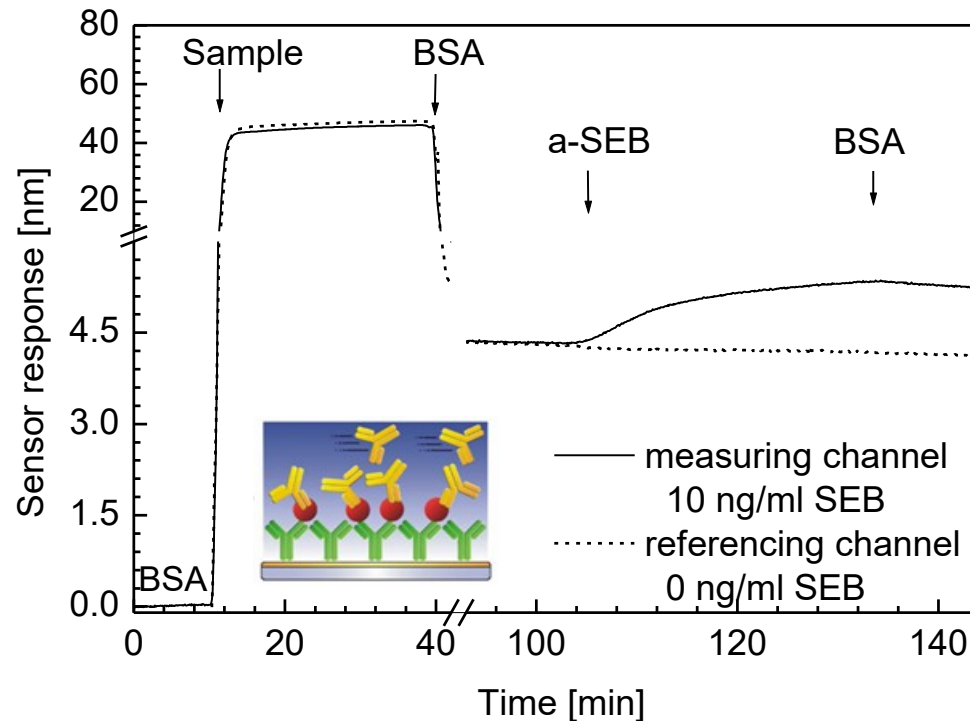 80
60
40
20
4.5
3.0
1.5
0.0
Sensor response [nm]
Sample
BSA
a-SEB
BSA
BSA
measuring channel
10 ng/ml SEB
referencing channel
0 ng/ml SEB
0
20
40
100
120
140
Time [min]